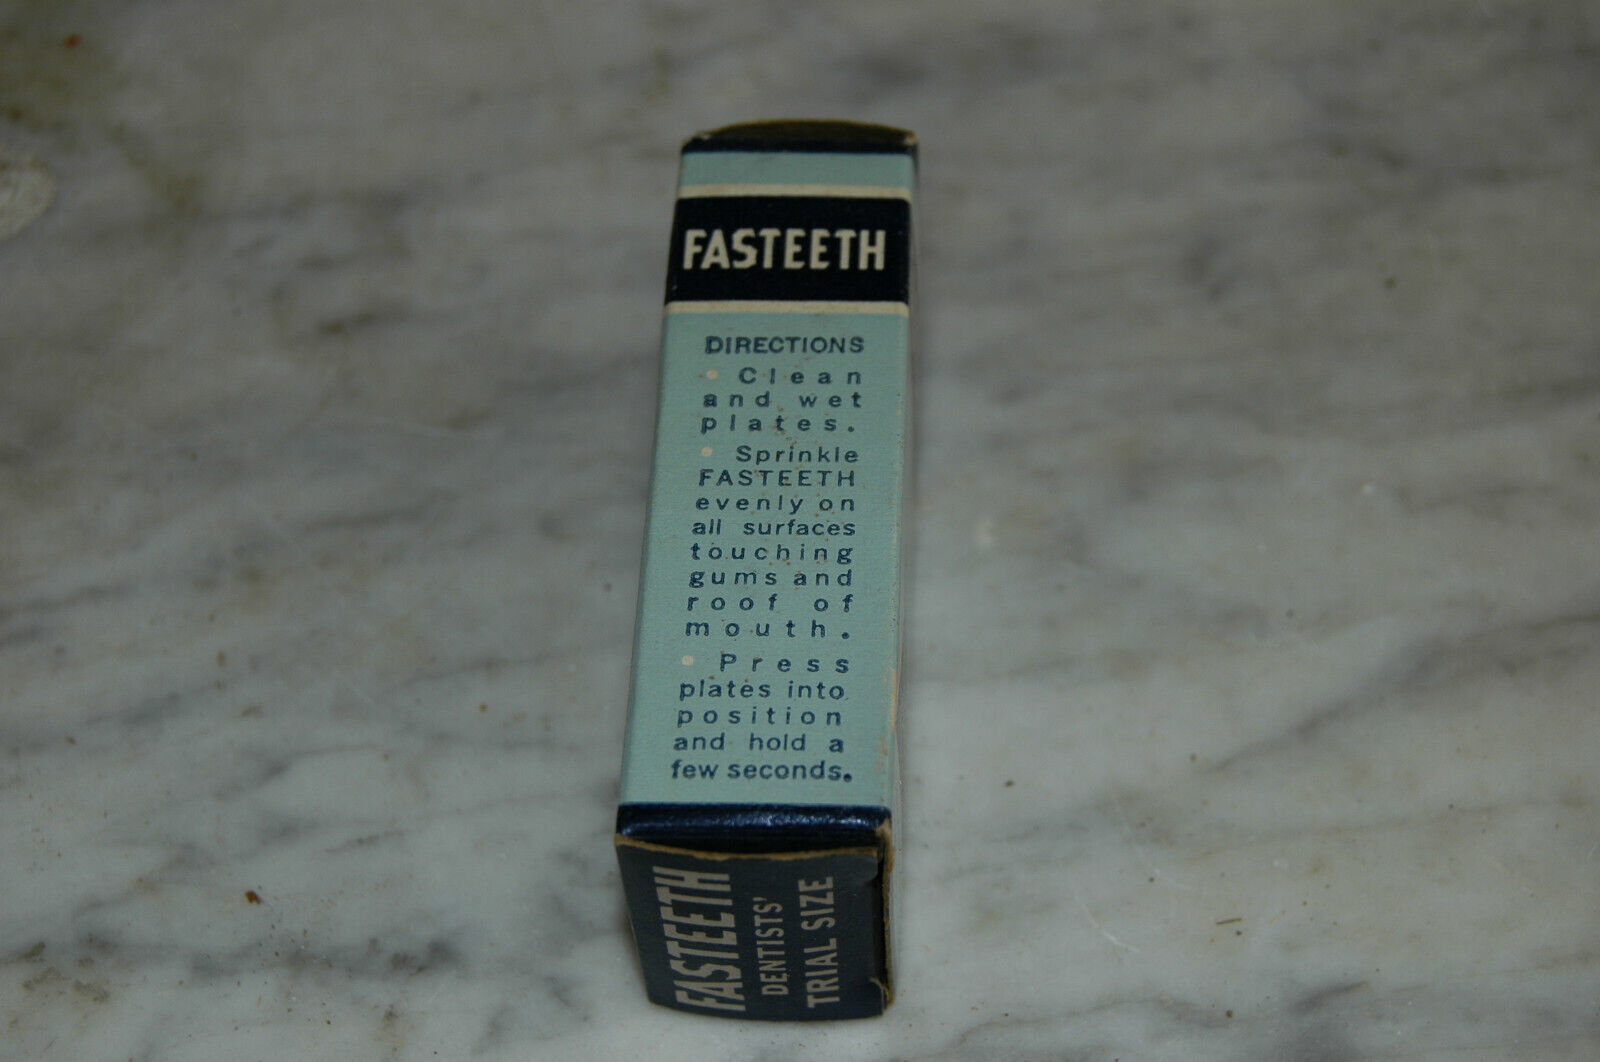 FASTEETH
DIRECTIONS
• Clean
and wet
plates.
• Sprinkle
FASTEETH
evenly on
all surfaces
touching
gums and
roof of
mouth.
• Press
plates into
position
and hold a
few seconds.
FASTEETH
DENTISTS'
TRIAL SIZE